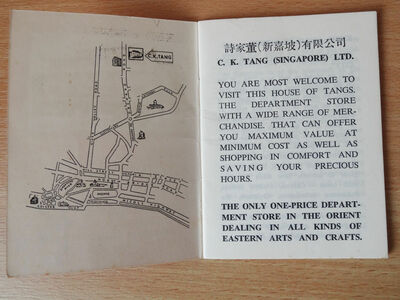 C.K.TANG
詩家董(新嘉坡)有限公司
C. K. TANG (SINGAPORE) LTD.
YOU ARE MOST WELCOME TO
VISIT THIS HOUSE OF TANGS.
THE DEPARTMENT STORE
WITH A WIDE RANGE OF MER-
CHANDISE. THAT CAN OFFER
YOU MAXIMUM VALUE AT
MINIMUM COST AS WELL AS
SHOPPING IN COMFORT AND
SAVING YOUR PRECIOUS
HOURS.
THE ONLY ONE-PRICE DEPART-
MENT STORE IN THE ORIENT
DEALING IN ALL KINDS OF
EASTERN ARTS AND CRAFTS.